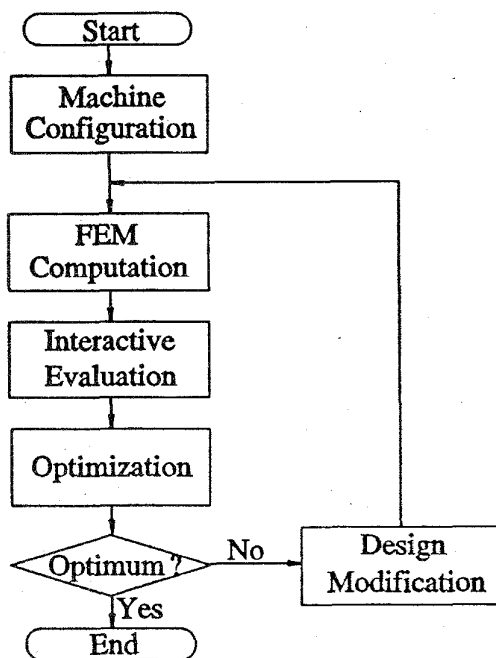 Start
Machine
Configuration
FEM
Computation
Interactive
Evaluation
Optimization
Optimum ?
No
Design
Modification
Yes
End